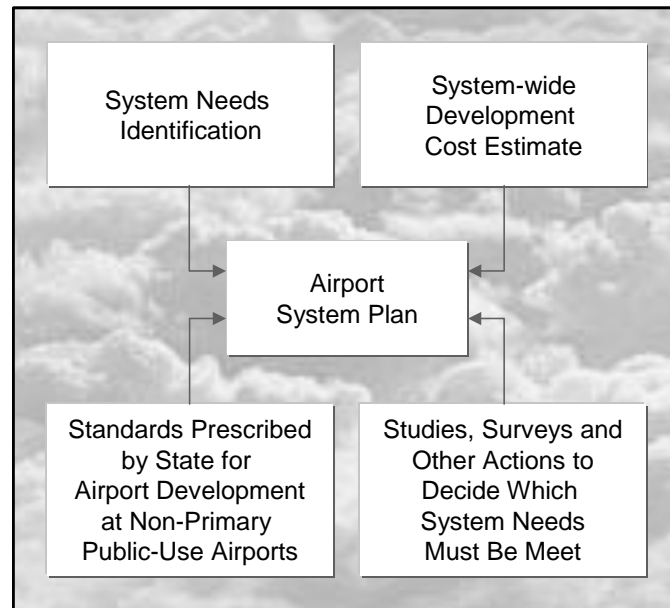 System Needs
Identification
System-wide
Development
Cost Estimate
Airport
System Plan
Standards Prescribed
by State for
Airport Development
at Non-Primary
Public-Use Airports
Studies, Surveys and
Other Actions to
Decide Which
System Needs
Must Be Meet